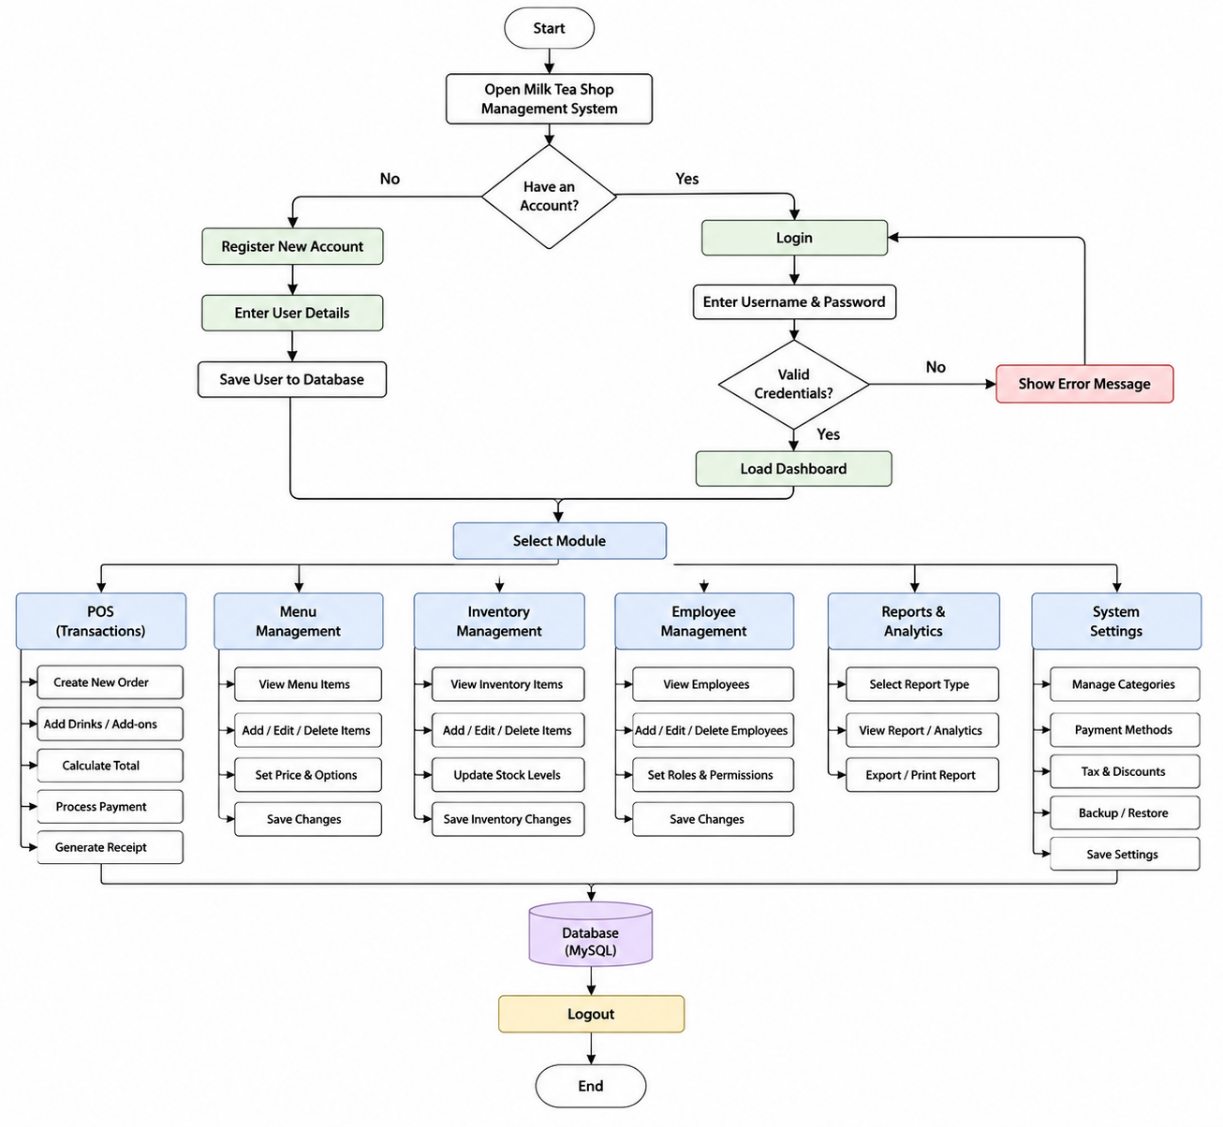 Start
Open Milk Tea Shop
Management System
Have an
Account?
No
Yes
Register New Account
Enter User Details
Save User to Database
Login
Enter Username & Password
Valid
Credentials?
No
Show Error Message
Yes
Load Dashboard
Select Module
POS
(Transactions)
Create New Order
Add Drinks / Add-ons
Calculate Total
Process Payment
Generate Receipt
Menu
Management
View Menu Items
Add / Edit / Delete Items
Set Price & Options
Save Changes
Inventory
Management
View Inventory Items
Add / Edit / Delete Items
Update Stock Levels
Save Inventory Changes
Employee
Management
View Employees
Add / Edit / Delete Employees
Set Roles & Permissions
Save Changes
Reports &
Analytics
Select Report Type
View Report / Analytics
Export / Print Report
System
Settings
Manage Categories
Payment Methods
Tax & Discounts
Backup / Restore
Save Settings
Database
(MySQL)
Logout
End